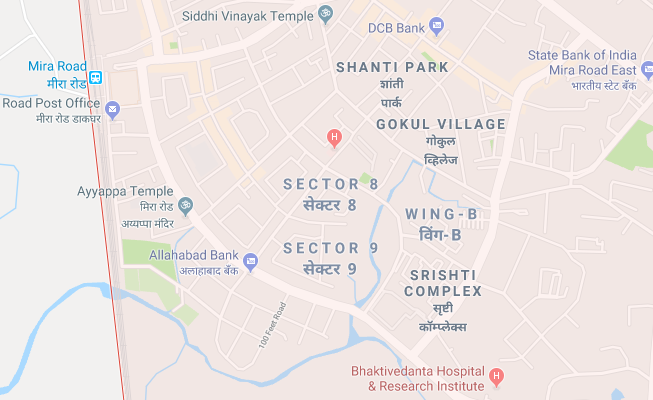 Siddhi Vinayak Temple
DCB Bank
State Bank of India
Mira Road East
भारतीय स्टेट बैंक
Mira Road
मीरा रोड
SHANTI PARK
शांती
पार्क
Road Post Office
मीरा रोड डाकघर
GOKUL VILLAGE
गोकुल
व्हिलेज
H
SECTOR 8
सेक्टर 8
Ayyappa Temple
मिरा रोड
अय्यप्पा मंदिर
WING-B
विंग-B
SECTOR 9
सेक्टर 9
Allahabad Bank
अलाहाबाद बँक
SRISHTI
COMPLEX
सृष्टी
कॉम्प्लेक्स
100 Feet Road
Bhaktivedanta Hospital
& Research Institute
H